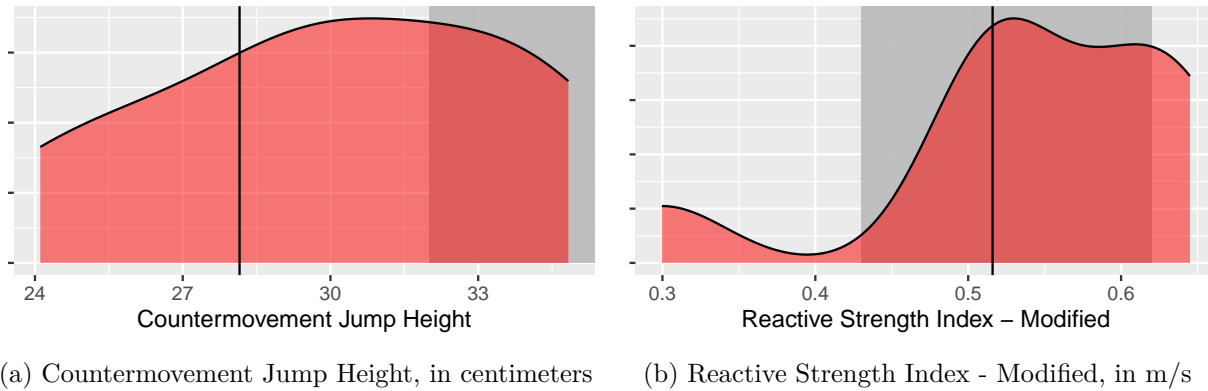 24 27 30 33
Countermovement Jump Height
(a) Countermovement Jump Height, in centimeters
0.3 0.4 0.5 0.6
Reactive Strength Index − Modified
(b) Reactive Strength Index - Modified, in m/s